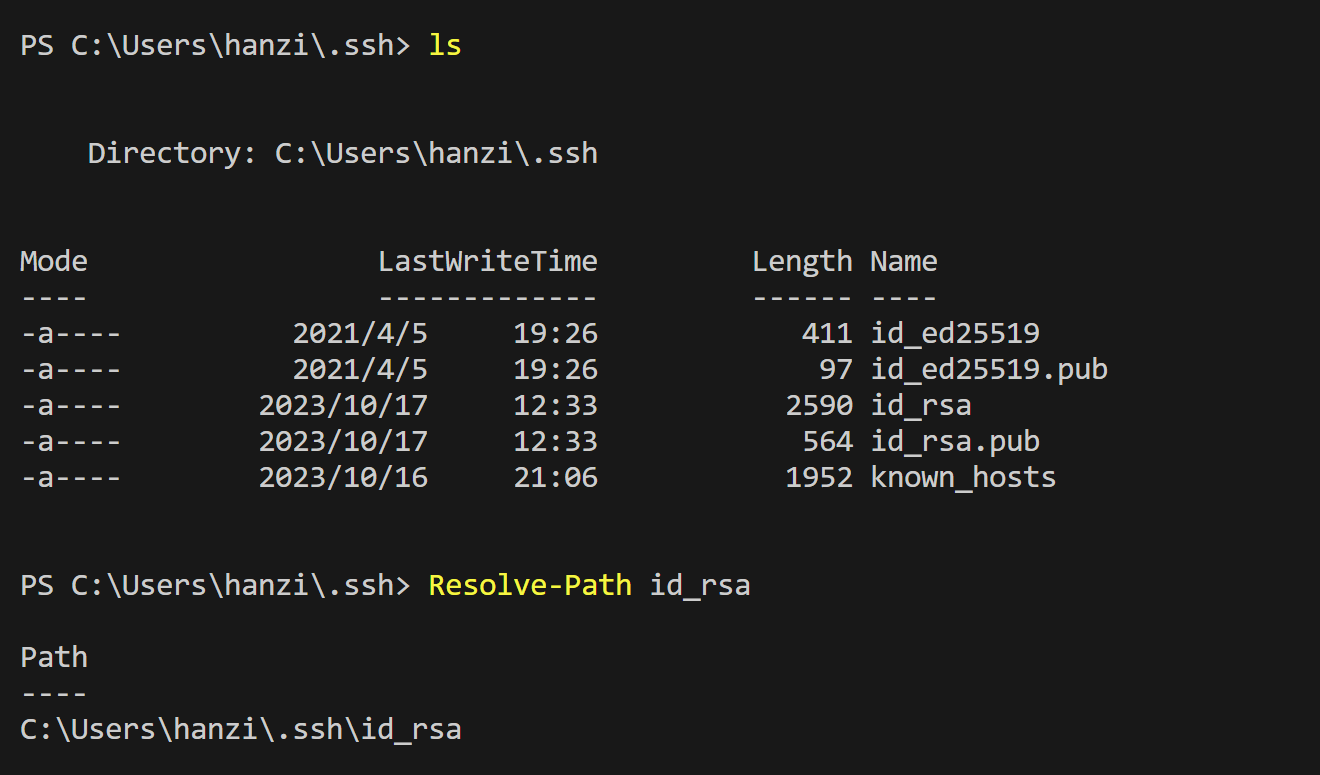 PS C:\Users\hanzi\.ssh> ls
Directory: C:\Users\hanzi\.ssh
Mode                 LastWriteTime         Length Name
----                 -------------         ------ ----
-a----          2021/4/5     19:26            411 id_ed25519
-a----          2021/4/5     19:26             97 id_ed25519.pub
-a----        2023/10/17     12:33           2590 id_rsa
-a----        2023/10/17     12:33            564 id_rsa.pub
-a----        2023/10/16     21:06           1952 known_hosts
PS C:\Users\hanzi\.ssh> Resolve-Path id_rsa
Path
----
C:\Users\hanzi\.ssh\id_rsa